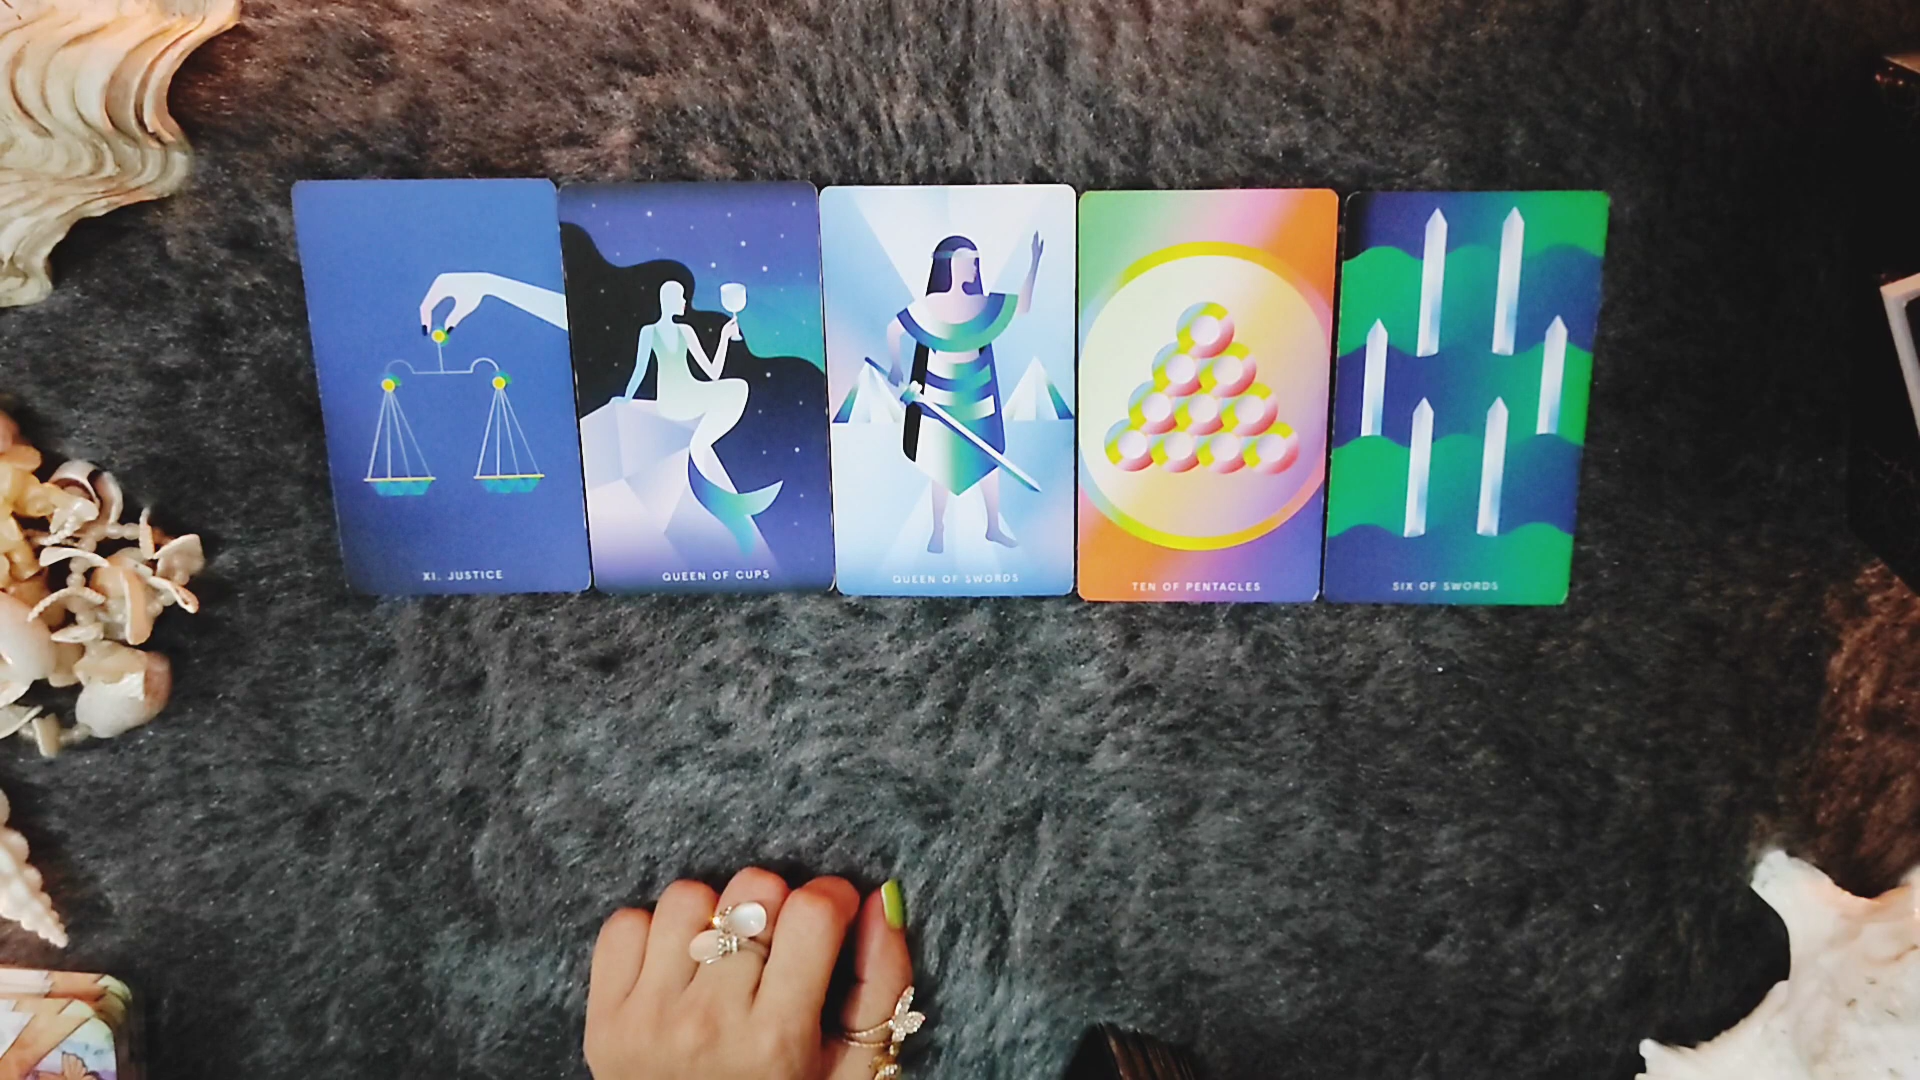 XI. JUSTICE
QUEEN OF CUPS
QUEEN OF SWORDS
TEN OF PENTACLES
SIX OF SWORDS